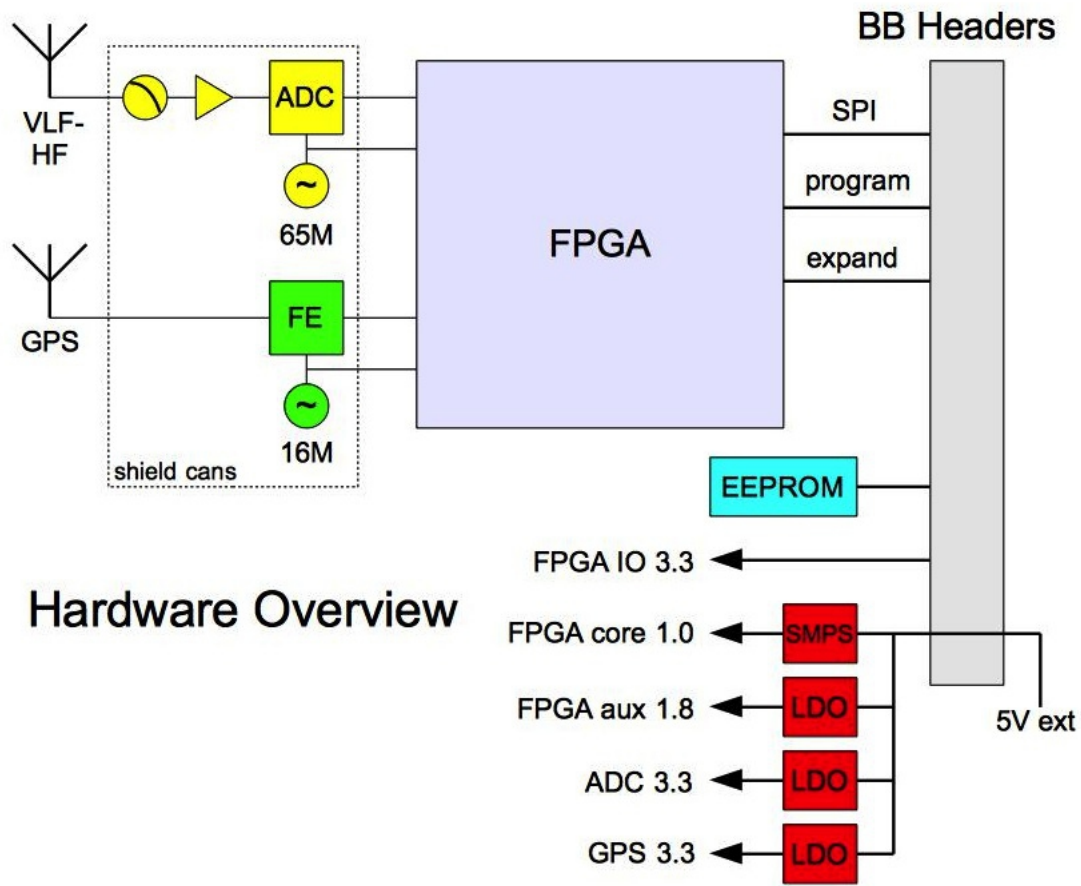 BB Headers
VLF-
HF
ADC
~
65M
GPS
FE
~
16M
shield cans
FPGA
SPI
program
expand
EEPROM
Hardware Overview
FPGA IO 3.3
FPGA core 1.0
SMPS
FPGA aux 1.8
LDO
5V ext
ADC 3.3
LDO
GPS 3.3
LDO